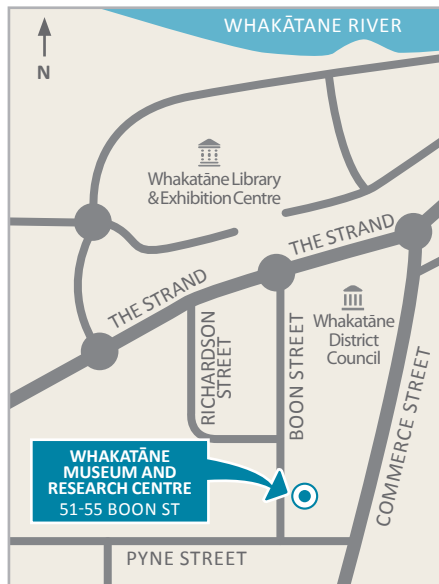 WHAKĀTANE RIVER
N
Whakatāne Library
& Exhibition Centre
THE STRAND
THE STRAND
RICHARDSON
STREET
BOON STREET
Whakatāne
District
Council
COMMERCE STREET
WHAKATĀNE
MUSEUM AND
RESEARCH CENTRE
51-55 BOON ST
PYNE STREET